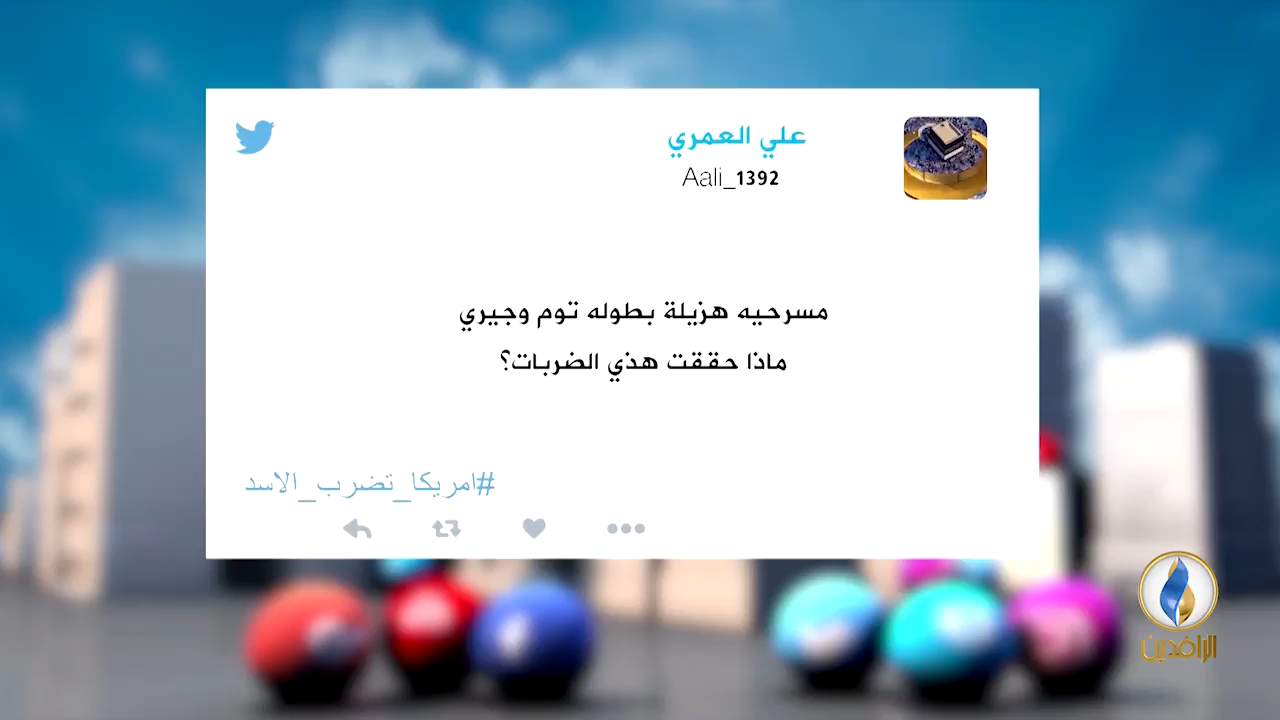 علي العمري
Aali_1392
مسرحيه هزيلة بطوله توم وجيري
ماذا حققت هذي الضربات؟
#امريكا_تضرب_الاسد
الرافدين